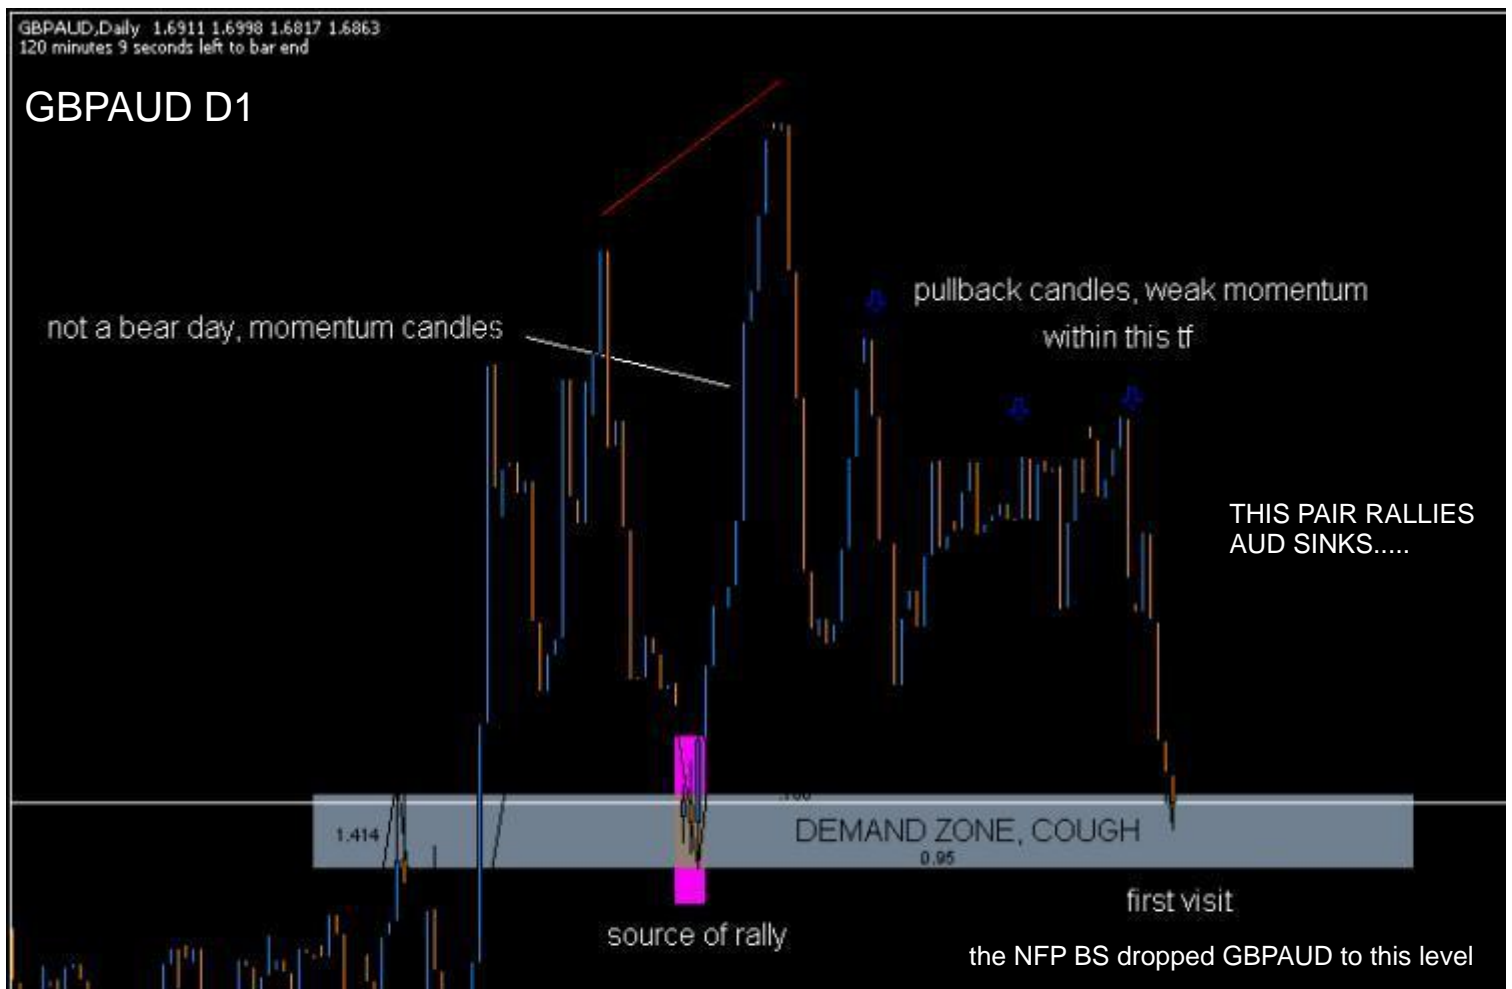 GBPAUD,Daily 1.6911 1.6998 1.6817 1.6863
120 minutes 9 seconds left to bar end
GBPAUD D1
pullback candles, weak momentum
within this tf
not a bear day, momentum candles
THIS PAIR RALLIES
AUD SINKS.....
1.414
DEMAND ZONE, COUGH
0.95
first visit
source of rally
the NFP BS dropped GBPAUD to this level